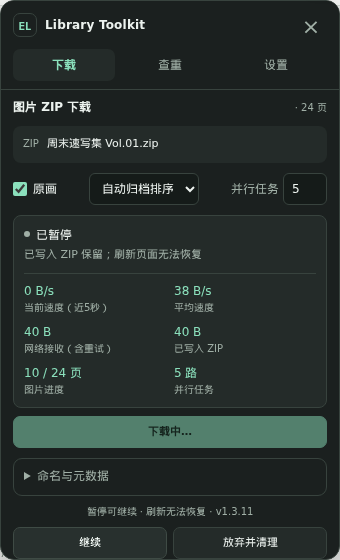 EL Library Toolkit
下载 查重 设置
图片 ZIP 下载 · 24 页
ZIP 周末速写集 Vol.01.zip
原画 自动归档排序 并行任务 5
已暂停
已写入 ZIP 保留；刷新页面无法恢复
0 B/s 38 B/s
当前速度（近5秒） 平均速度
40 B 40 B
网络接收（含重试） 已写入 ZIP
10 / 24 页 5 路
图片进度 并行任务
下载中...
命名与元数据
暂停可继续 · 刷新无法恢复 · v1.3.11
继续 放弃并清理